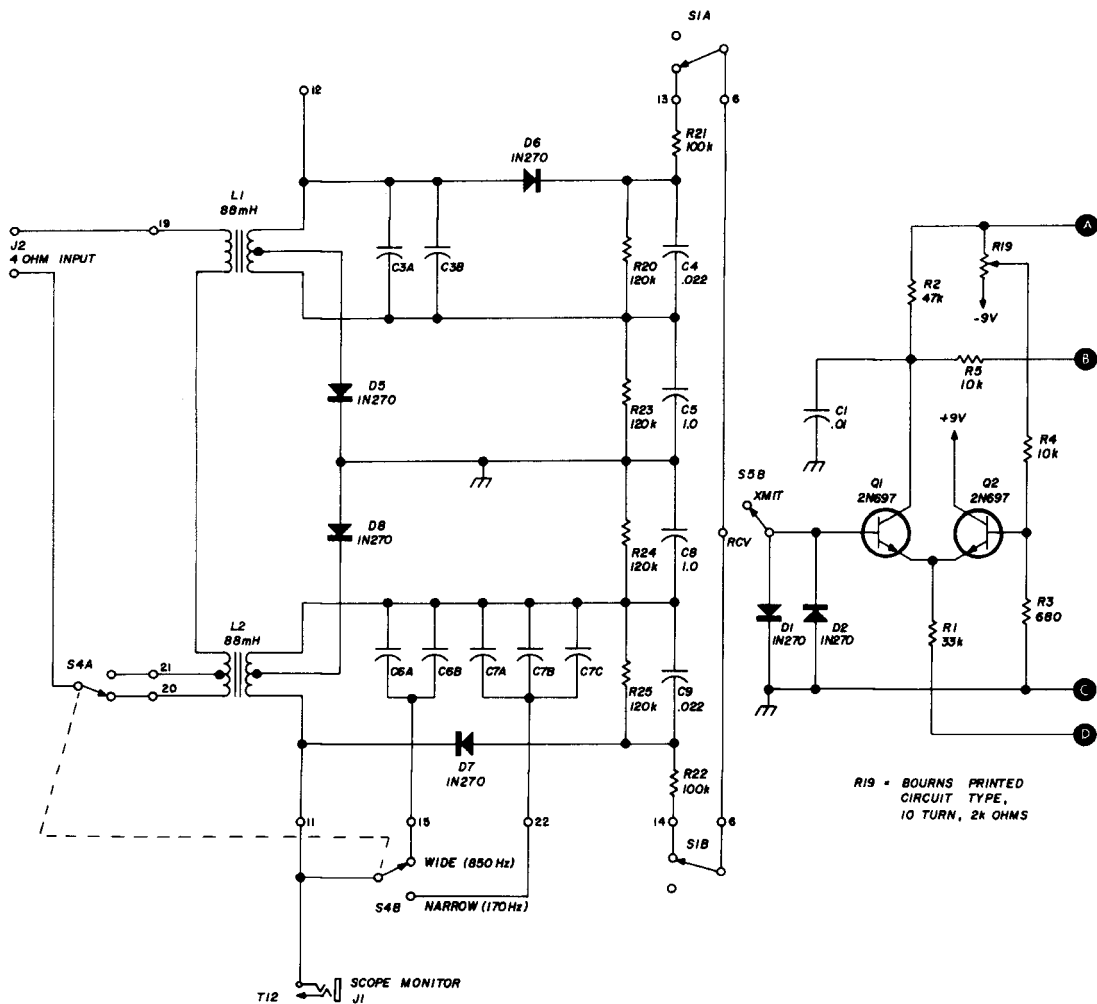 S1A
12
13
6
R21
100k
D6
1N270
L1
88mH
19
J2
4 OHM INPUT
C3A
C3B
R20
120k
C4
.022
R19
-9V
A
R2
47k
B
R5
10k
D5
1N270
R23
120k
C5
1.0
C1
.01
+9V
R4
10k
S5B
XMIT
Q1
2N697
Q2
2N697
D8
1N270
R24
120k
C8
1.0
RCV
L2
88mH
S4A
21
20
C6A
C6B
C7A
C7B
C7C
R25
120k
C9
.022
D1
1N270
D2
1N270
R1
33k
R3
680
C
D
D7
1N270
R22
100k
R19 = BOURNS PRINTED
CIRCUIT TYPE,
10 TURN, 2k OHMS
11
15
22
14
6
S1B
WIDE (850 Hz)
S4B
NARROW (170Hz)
T12
SCOPE MONITOR
J1